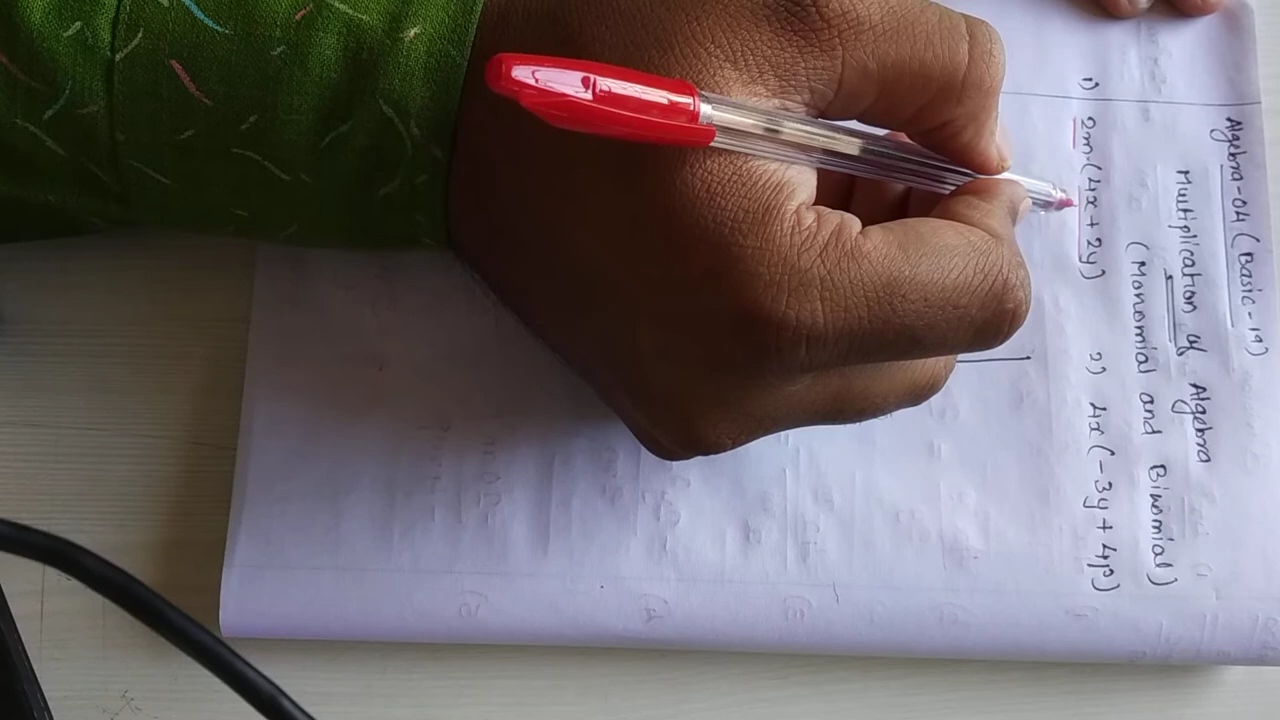 Algebra-04 (Basic-19)
Multiplication of Algebra
(Monomial and Binomial)
1) 2m(4x+2y) 2) 4x(-3y+4p)